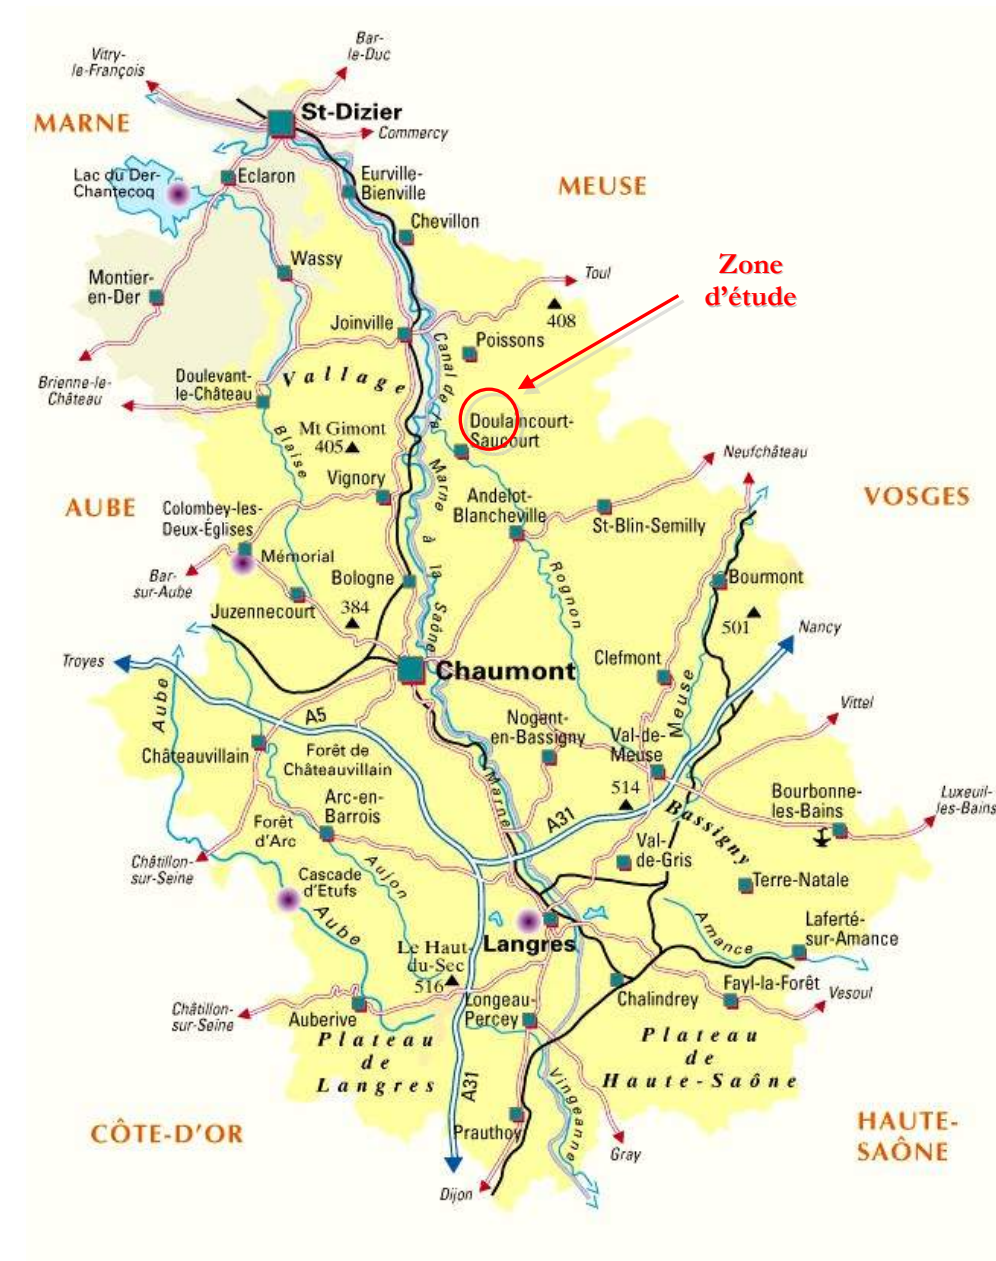 Bar-
le-Duc
Vitry-
le-François
St-Dizier
MARNE
Commercy
Lac du Der-
Chantecoq
Eclaron
Eurville-
Bienville
MEUSE
Chevillon
Wassy
Zone
d'étude
Montier-
en-Der
Toul
408
Joinville
Poissons
Canal de la Marne à la Saône
Brienne-le-
Château
Doulevant-
le-Château
Vallage
Doulaincourt-
Saucourt
Mt Gimont
405
Blaise
Neufchâteau
Vignory
AUBE
Colombey-les-
Deux-Églises
Andelot-
Blancheville
St-Blin-Semilly
VOSGES
Mémorial
Bar-
sur-Aube
Bologne
Rognon
Bourmont
Juzennecourt
384
501
Nancy
Troyes
Chaumont
Clefmont
Aube
Meuse
Vittel
A5
Nogent-
en-Bassigny
Val-de-
Meuse
Châteauvillain
Forêt de
Châteauvillain
Marne
514
Bourbonne-
les-Bains
Luxeuil-
les-Bains
Arc-en-
Barrois
A31
Bassigny
Forêt
d'Arc
Val-
de-Gris
Châtillon-
sur-Seine
Aujon
Cascade
d'Etufs
Terre-Natale
Aube
Amance
Laferté-
sur-Amance
Langres
Le Haut-
du-Sec
516
Chalindrey
Fayl-la-Forêt
Vesoul
Châtillon-
sur-Seine
Auberive
Longeau-
Percey
Plateau
de
Langres
Plateau
de
Haute-Saône
A31
Vingeanne
CÔTE-D'OR
Prauthoy
HAUTE-
SAÔNE
Gray
Dijon